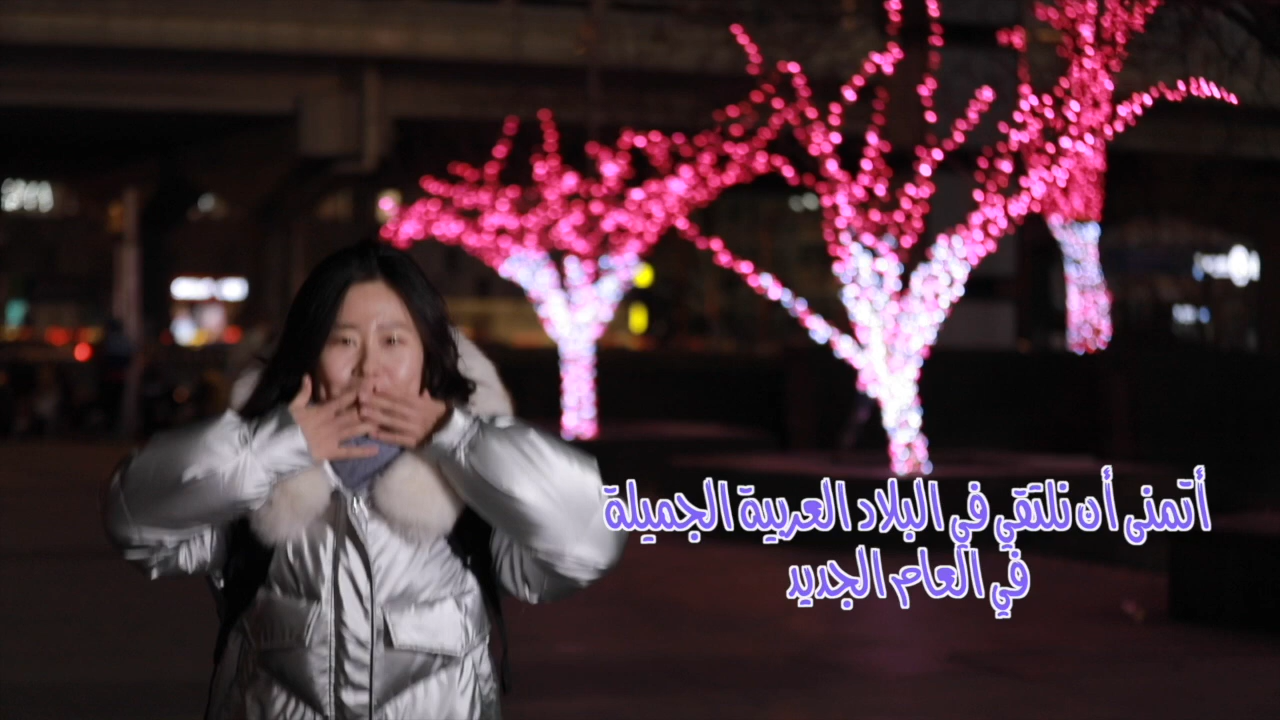 أتمنى أن نلتقي في البلاد العربية الجميلة
في العام الجديد